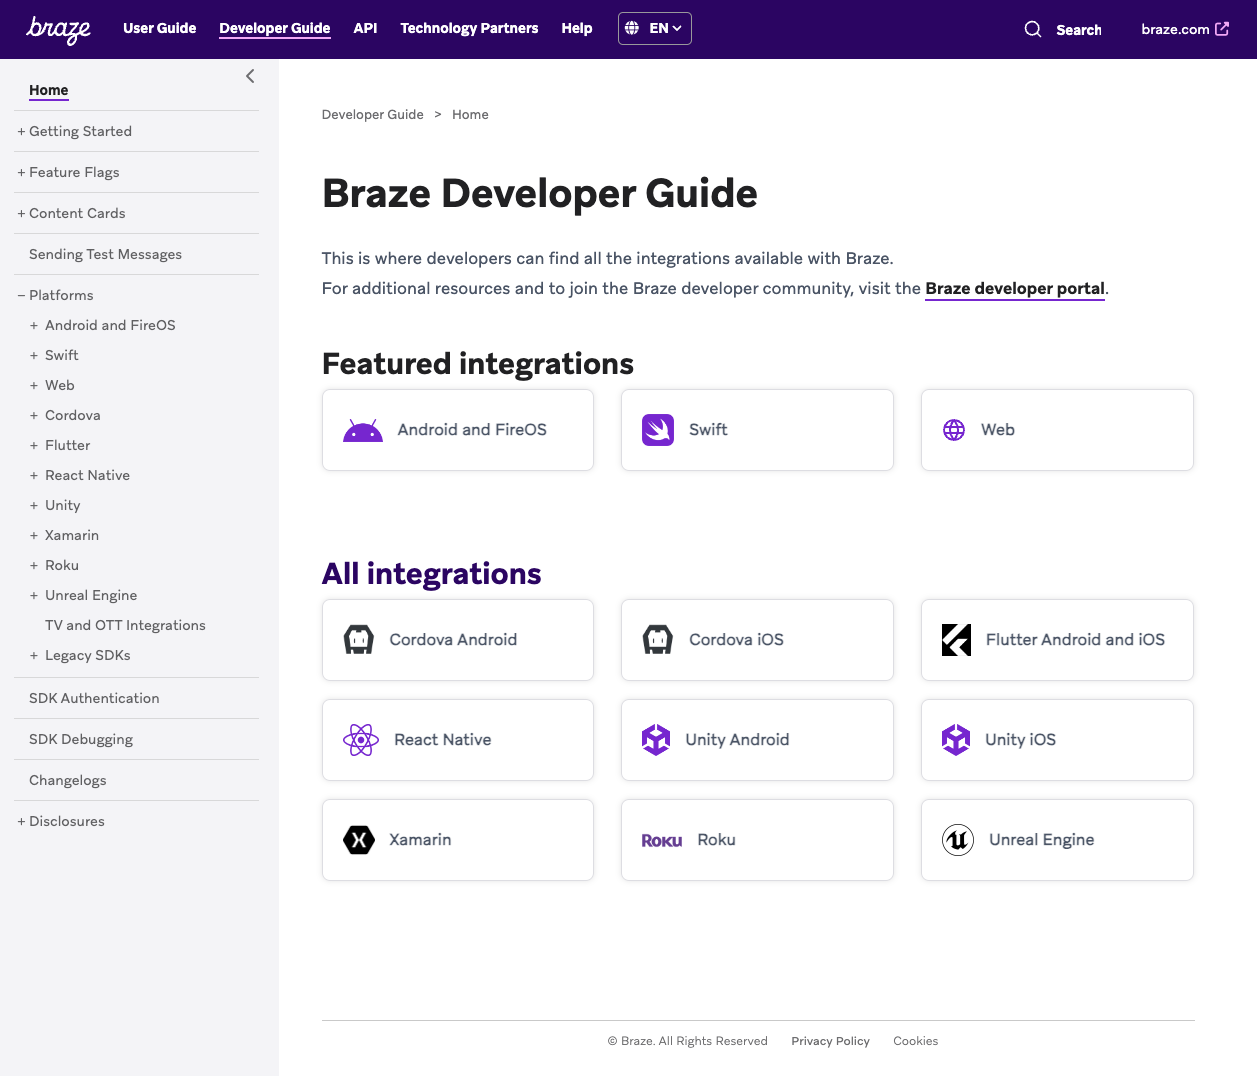 braze
User Guide
Developer Guide
API
Technology Partners
Help
EN
Search
braze.com
Home
+ Getting Started
+ Feature Flags
+ Content Cards
Sending Test Messages
– Platforms
+ Android and FireOS
+ Swift
+ Web
+ Cordova
+ Flutter
+ React Native
+ Unity
+ Xamarin
+ Roku
+ Unreal Engine
TV and OTT Integrations
+ Legacy SDKs
SDK Authentication
SDK Debugging
Changelogs
+ Disclosures
Developer Guide > Home
Braze Developer Guide
This is where developers can find all the integrations available with Braze.
For additional resources and to join the Braze developer community, visit the Braze developer portal.
Featured integrations
Android and FireOS
Swift
Web
All integrations
Cordova Android
Cordova iOS
Flutter Android and iOS
React Native
Unity Android
Unity iOS
X Xamarin
Roku Roku
Unreal Engine
© Braze. All Rights Reserved
Privacy Policy
Cookies